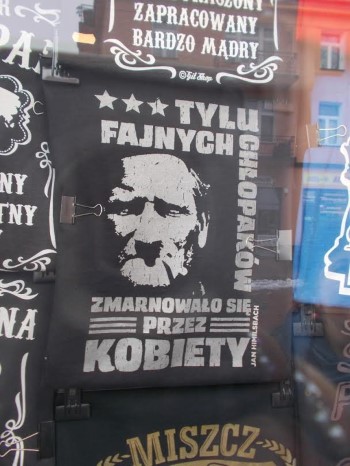 ZAPRACOWANY
BARDZO MĄDRY
TYLU
FAJNYCH
CHŁOPAKÓW
ZMARNOWAŁO SIĘ
PRZEZ
KOBIETY
JAN HIMILSBACH
MISZCZ